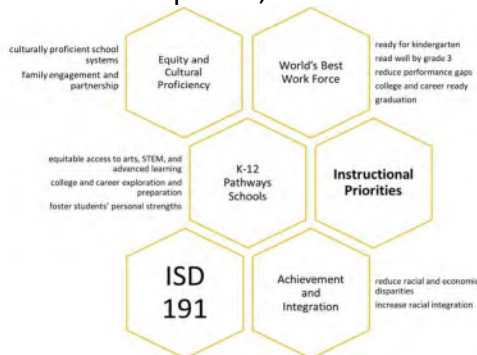 culturally proficient school
systems
family engagement and
partnership
Equity and
Cultural
Proficiency
World's Best
Work Force
ready for kindergarten
read well by grade 3
reduce performance gaps
college and career ready
graduation
equitable access to arts, STEM, and
advanced learning
college and career exploration and
preparation
foster students' personal strengths
K-12
Pathways
Schools
Instructional
Priorities
ISD
191
Achievement
and
Integration
reduce racial and economic
disparities
increase racial integration